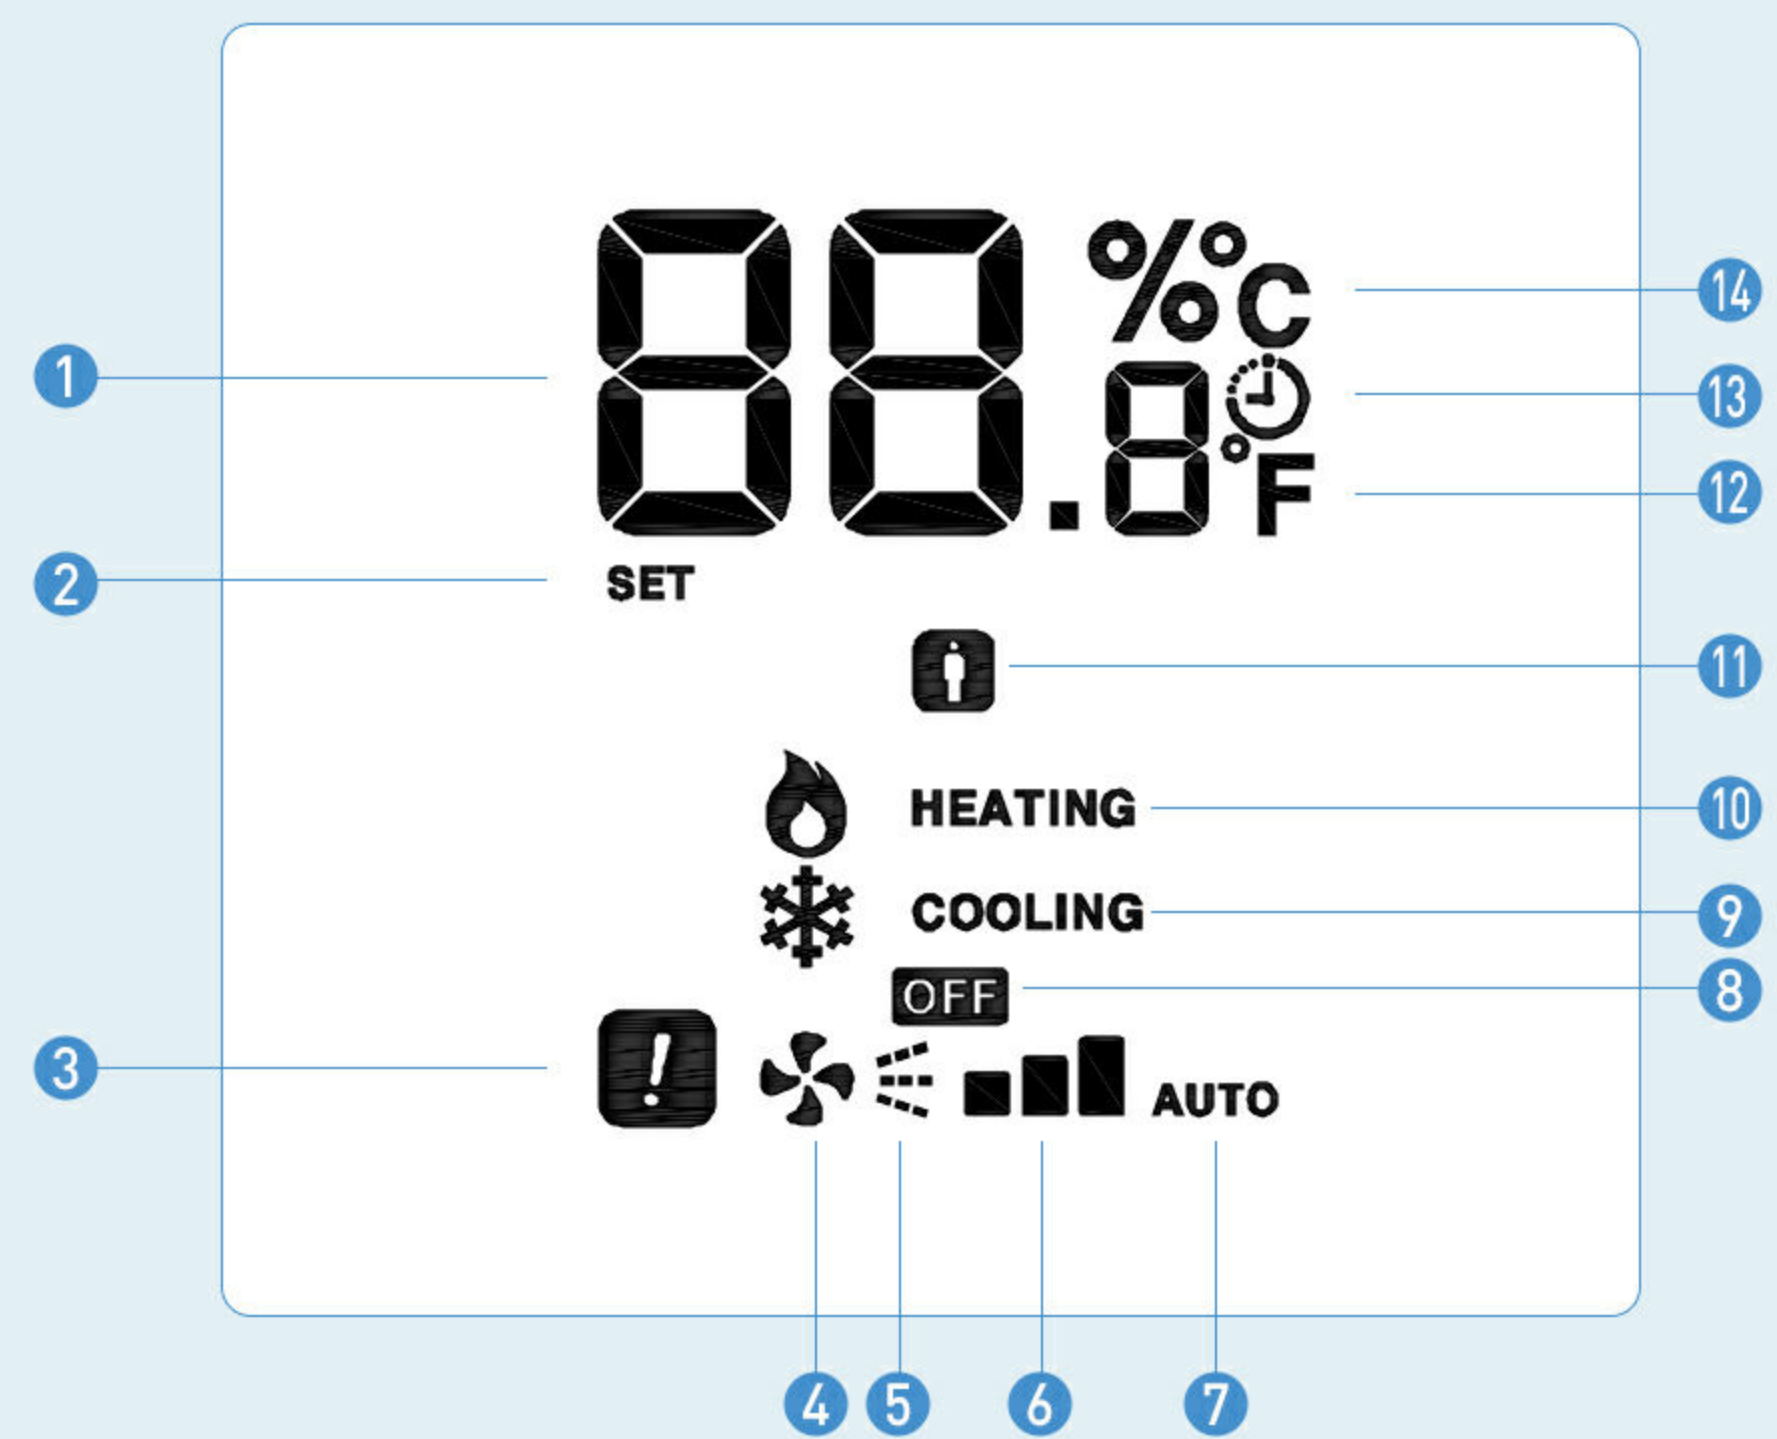 88 %°C
14
1
13
.8 °F
12
2 SET
11
HEATING 10
COOLING 9
OFF 8
3 ! AUTO
4 5 6 7